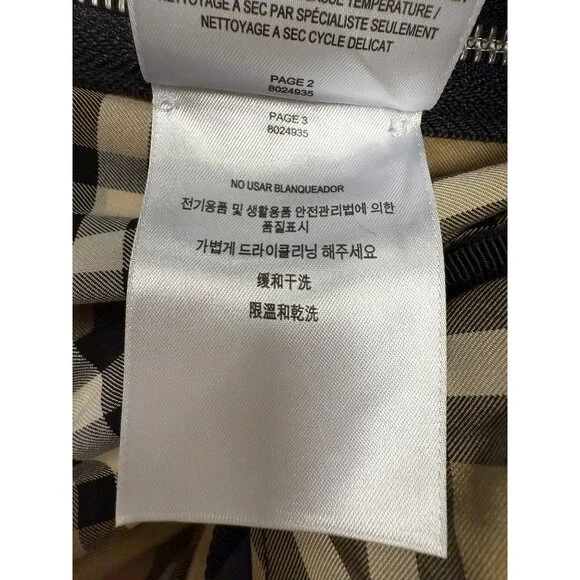 BASSE TEMPÉRATURE /
NETTOYAGE A SEC PAR SPÉCIALISTE SEULEMENT
NETTOYAGE A SEC CYCLE DELICAT
PAGE 2
8024935
PAGE 3
8024935
NO USAR BLANQUEADOR
전기용품 및 생활용품 안전관리법에 의한
품질표시
가볍게 드라이클리닝 해주세요
缓和干洗
限溫和乾洗